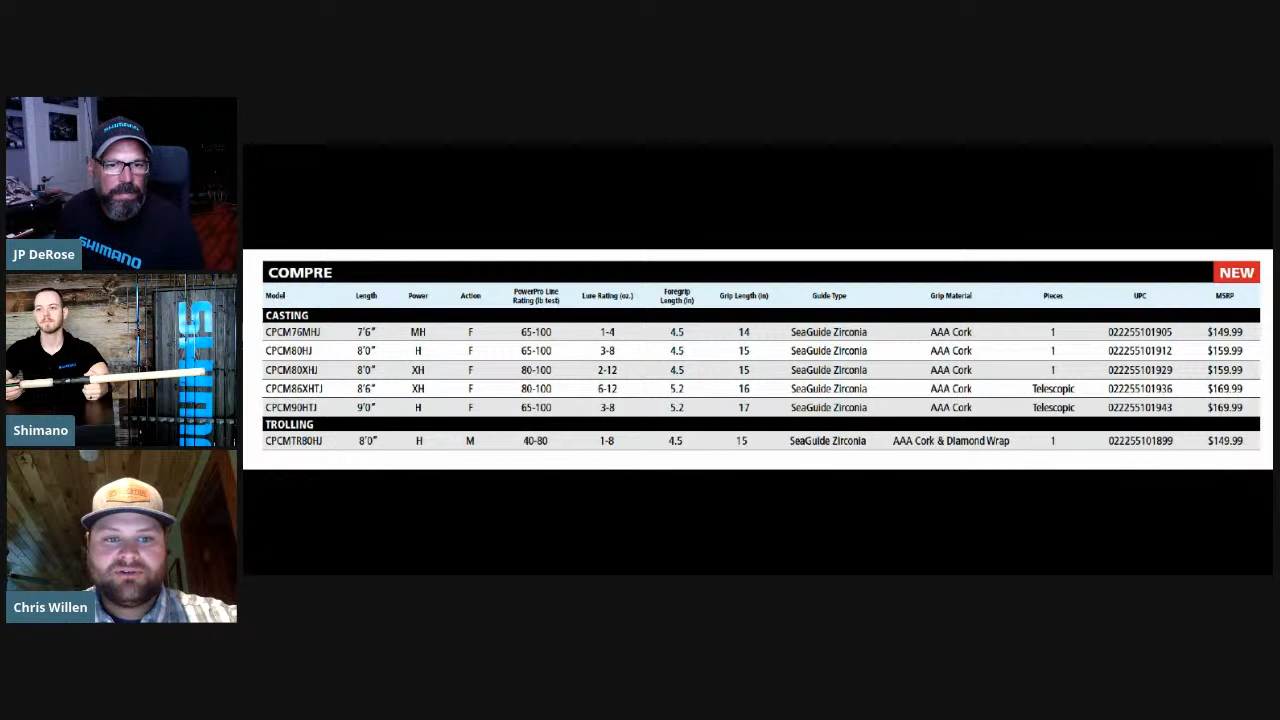 SHIMANO
SHIMANO
JP DeRose
Shimano
Chris Willen
COMPRE NEW
Model Length Power Action PowerPro Line Rating (lb test) Lure Rating (oz.) Foregrip Length (in) Grip Length (in) Guide Type Grip Material Pieces UPC MSRP
CASTING
CPCM76MHJ 7'6" MH F 65-100 1-4 4.5 14 SeaGuide Zirconia AAA Cork 1 022255101905 $149.99
CPCM80HJ 8'0" H F 65-100 3-8 4.5 15 SeaGuide Zirconia AAA Cork 1 022255101912 $159.99
CPCM80XHJ 8'0" XH F 80-100 2-12 4.5 15 SeaGuide Zirconia AAA Cork 1 022255101929 $159.99
CPCM86XHTJ 8'6" XH F 80-100 6-12 5.2 16 SeaGuide Zirconia AAA Cork Telescopic 022255101936 $169.99
CPCM90HTJ 9'0" H F 65-100 3-8 5.2 17 SeaGuide Zirconia AAA Cork Telescopic 022255101943 $169.99
TROLLING
CPCMTR80HJ 8'0" H M 40-80 1-8 4.5 15 SeaGuide Zirconia AAA Cork & Diamond Wrap 1 022255101899 $149.99